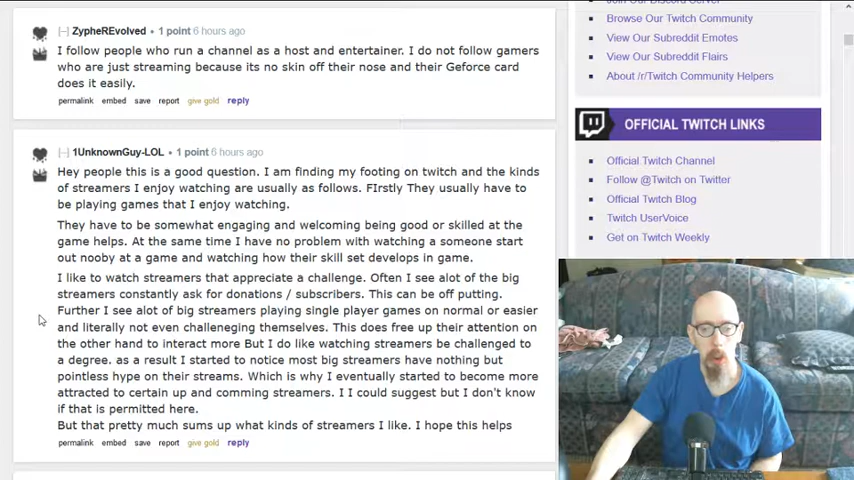 [–] ZypheREvolved • 1 point 6 hours ago
I follow people who run a channel as a host and entertainer. I do not follow gamers
who are just streaming because its no skin off their nose and their Geforce card
does it easily.
permalink embed save report give gold reply
[–] 1UnknownGuy-LOL • 1 point 6 hours ago
Hey people this is a good question. I am finding my footing on twitch and the kinds
of streamers I enjoy watching are usually as follows. FIrstly They usually have to
be playing games that I enjoy watching.
They have to be somewhat engaging and welcoming being good or skilled at the
game helps. At the same time I have no problem with watching a someone start
out nooby at a game and watching how their skill set develops in game.
I like to watch streamers that appreciate a challenge. Often I see alot of the big
streamers constantly ask for donations / subscribers. This can be off putting.
Further I see alot of big streamers playing single player games on normal or easier
and literally not even challeneging themselves. This does free up their attention on
the other hand to interact more But I do like watching streamers be challenged to
a degree. as a result I started to notice most big streamers have nothing but
pointless hype on their streams. Which is why I eventually started to become more
attracted to certain up and comming streamers. I I could suggest but I don't know
if that is permitted here.
But that pretty much sums up what kinds of streamers I like. I hope this helps
permalink embed save report give gold reply
Join Our Discord Server
Browse Our Twitch Community
View Our Subreddit Emotes
View Our Subreddit Flairs
About /r/Twitch Community Helpers
OFFICIAL TWITCH LINKS
Official Twitch Channel
Follow @Twitch on Twitter
Official Twitch Blog
Twitch UserVoice
Get on Twitch Weekly